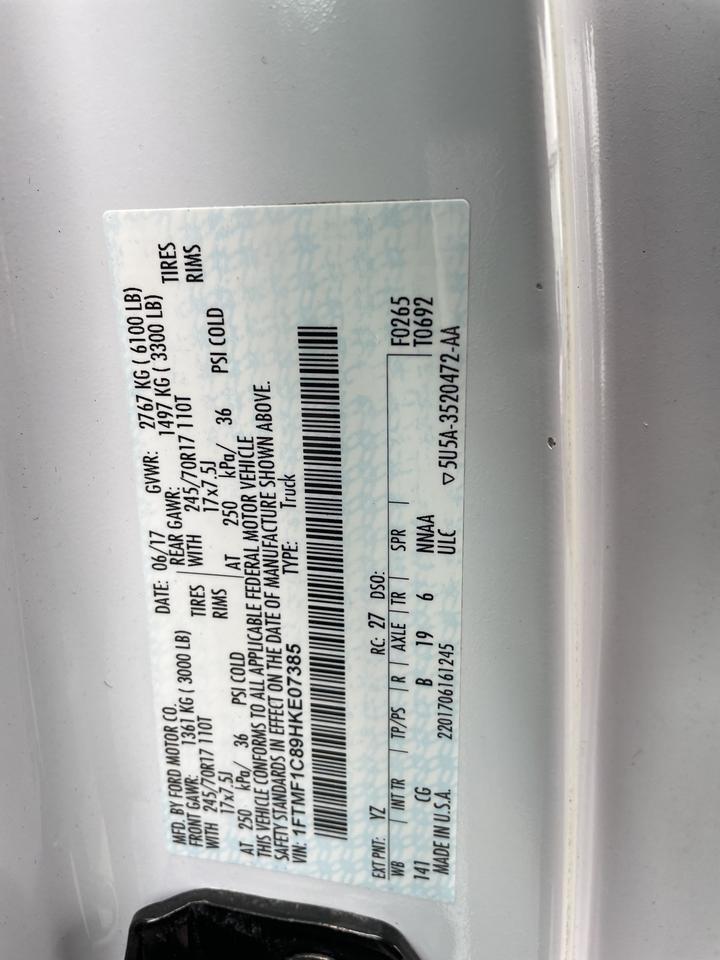 MFD. BY FORD MOTOR CO.
DATE: 06/17 GVWR: 2767 KG ( 6100 LB)
FRONT GAWR: 1361 KG ( 3000 LB) REAR GAWR: 1497 KG ( 3300 LB)
WITH 245/70R17 110T TIRES WITH 245/70R17 110T TIRES
17x7.5J RIMS 17x7.5J RIMS
AT 250 kPa/ 36 PSI COLD AT 250 kPa/ 36 PSI COLD
THIS VEHICLE CONFORMS TO ALL APPLICABLE FEDERAL MOTOR VEHICLE
SAFETY STANDARDS IN EFFECT ON THE DATE OF MANUFACTURE SHOWN ABOVE.
VIN: 1FTMF1C89HKE07385 TYPE: Truck
EXT PNT: YZ RC: 27 DSO: F0265
WB INT TR TP/PS R AXLE TR SPR T0692
141 CG B 19 6 NNAA
MADE IN U.S.A. 2201706161245 ULC ▽5U5A-3520472-AA